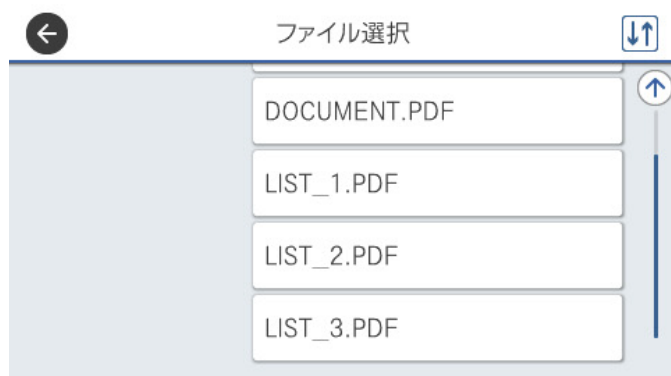 ファイル選択
DOCUMENT.PDF
LIST_1.PDF
LIST_2.PDF
LIST_3.PDF